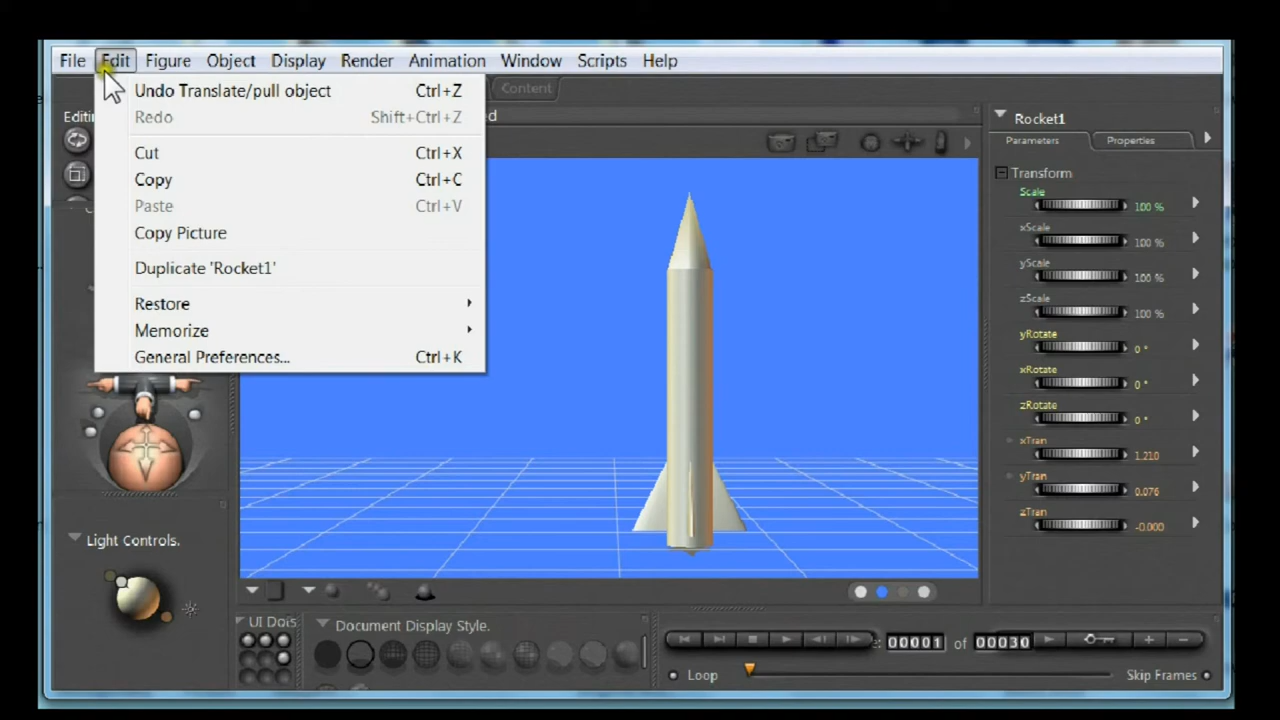 File Edit Figure Object Display Render Animation Window Scripts Help
Undo Translate/pull object Ctrl+Z
Redo Shift+Ctrl+Z
Cut Ctrl+X
Copy Ctrl+C
Paste Ctrl+V
Copy Picture
Duplicate 'Rocket1'
Restore
Memorize
General Preferences... Ctrl+K
Content
Rocket1
Parameters Properties
Transform
Scale
100 %
xScale
100 %
yScale
100 %
zScale
100 %
yRotate
0 °
xRotate
0 °
zRotate
0 °
xTran
1.210
yTran
0.076
zTran
-0.000
Light Controls.
UI Dots
Document Display Style.
00001 of 00030
Loop
Skip Frames